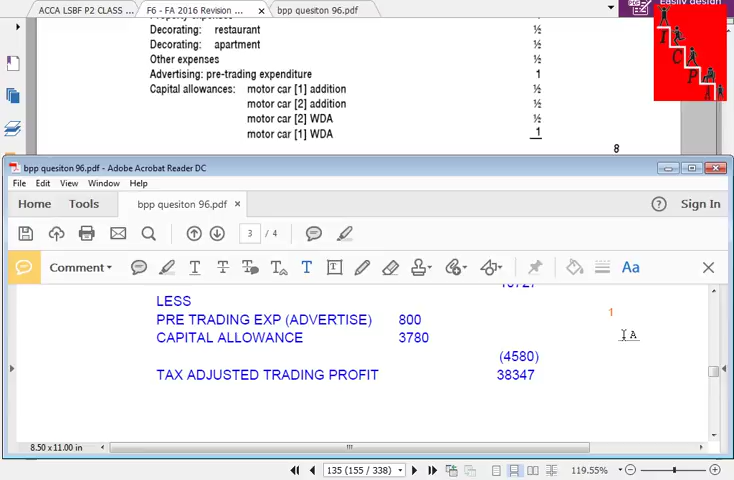 ACCA LSBF P2 CLASS ... F6 - FA 2016 Revision ... × bpp quesiton 96.pdf
Easily design
Property expenses 1
Decorating: restaurant ½
Decorating: apartment ½
Other expenses ½
Advertising: pre-trading expenditure 1
Capital allowances: motor car [1] addition ½
motor car [2] addition ½
motor car [2] WDA ½
motor car [1] WDA 1
8
I C P A
bpp quesiton 96.pdf - Adobe Acrobat Reader DC
File Edit View Window Help
Home Tools bpp quesiton 96.pdf × Sign In
3 / 4
Comment
LESS
PRE TRADING EXP (ADVERTISE) 800 1
CAPITAL ALLOWANCE 3780
(4580)
TAX ADJUSTED TRADING PROFIT 38347
8.50 x 11.00 in
135 (155 / 338) 119.55%